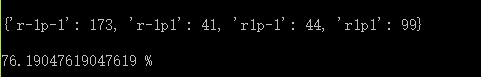 {'r-1p-1': 173, 'r-1p1': 41, 'r1p-1': 44, 'r1p1': 99}
76.19047619047619 %